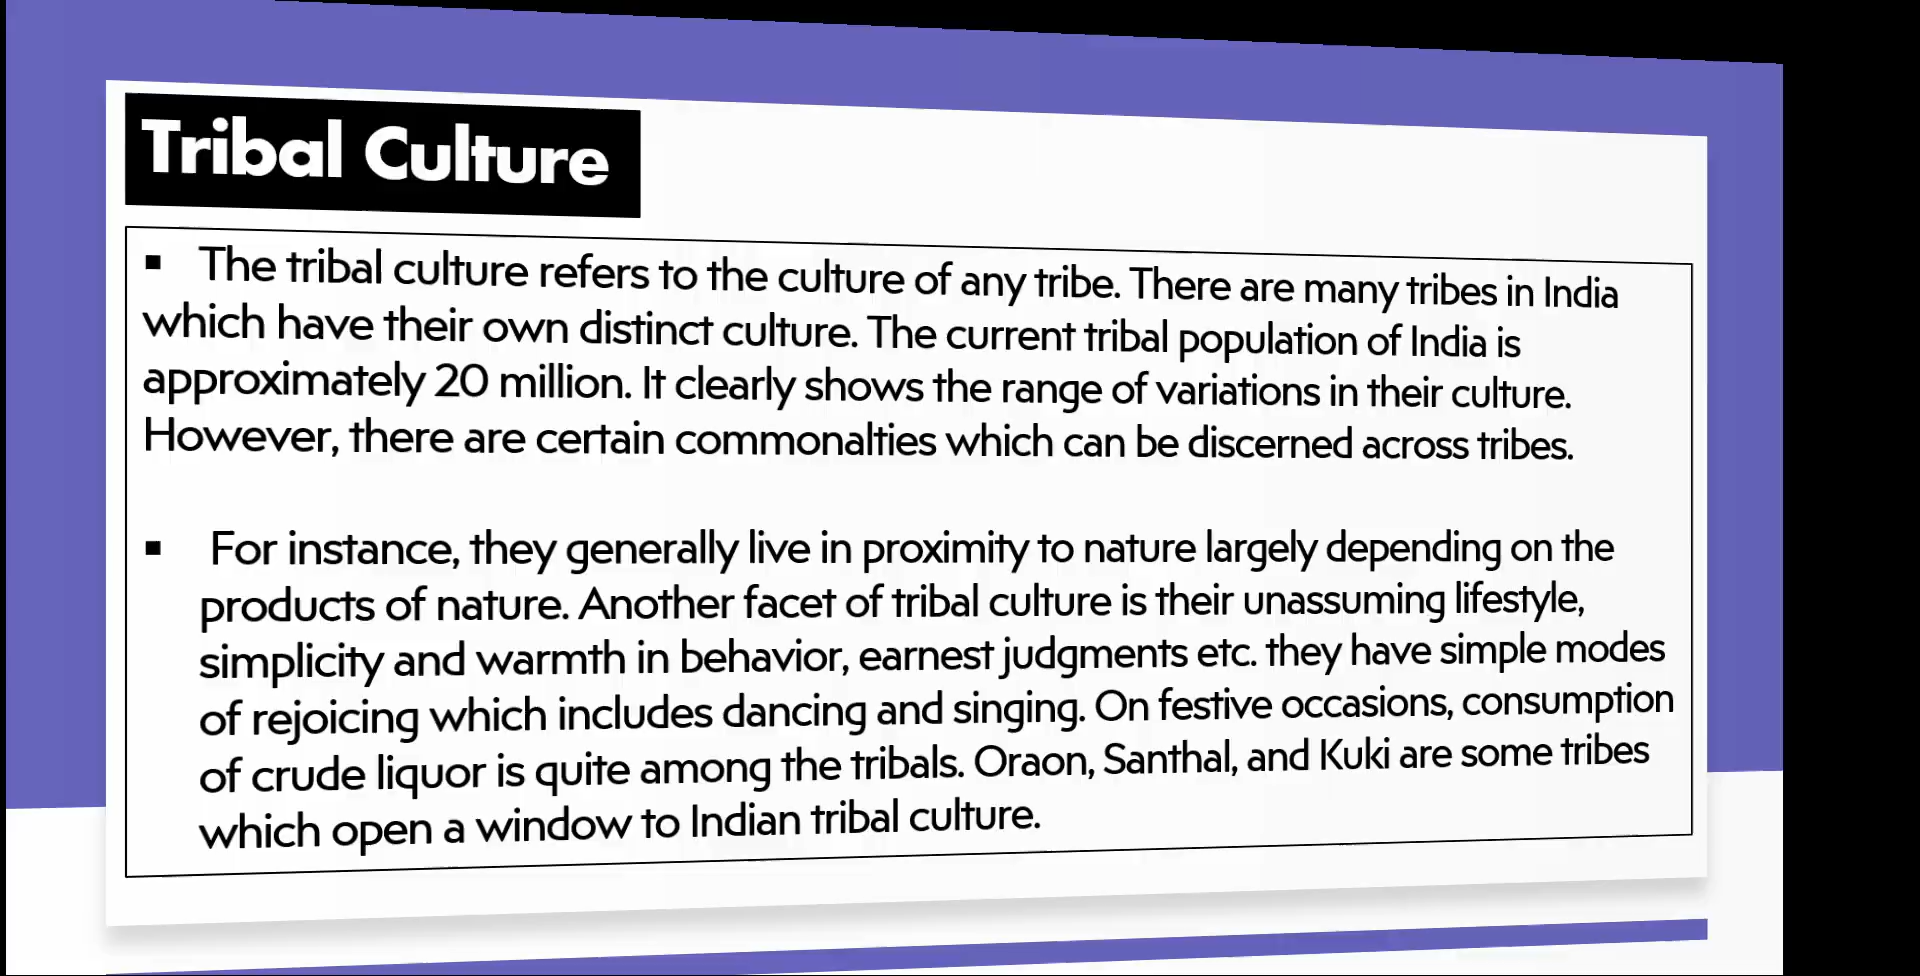 Tribal Culture
▪ The tribal culture refers to the culture of any tribe. There are many tribes in India
which have their own distinct culture. The current tribal population of India is
approximately 20 million. It clearly shows the range of variations in their culture.
However, there are certain commonalties which can be discerned across tribes.
▪ For instance, they generally live in proximity to nature largely depending on the
products of nature. Another facet of tribal culture is their unassuming lifestyle,
simplicity and warmth in behavior, earnest judgments etc. they have simple modes
of rejoicing which includes dancing and singing. On festive occasions, consumption
of crude liquor is quite among the tribals. Oraon, Santhal, and Kuki are some tribes
which open a window to Indian tribal culture.